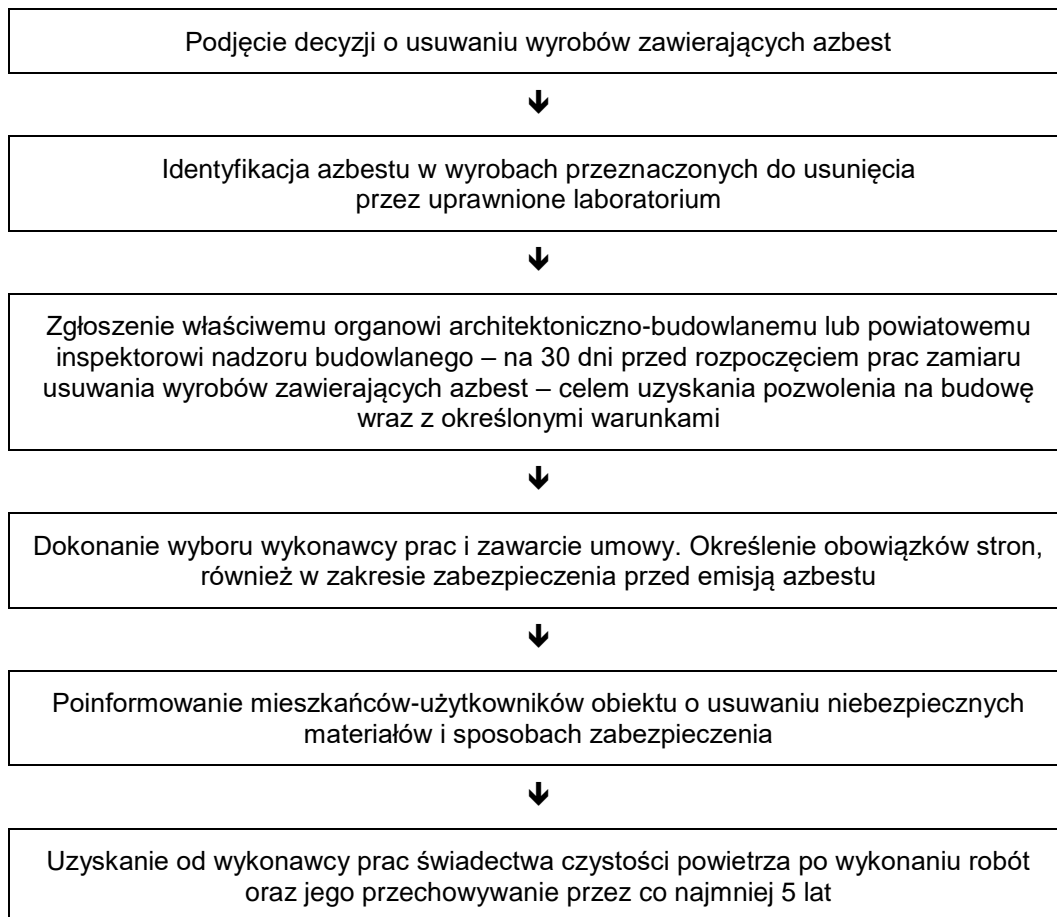 Podjęcie decyzji o usuwaniu wyrobów zawierających azbest
Identyfikacja azbestu w wyrobach przeznaczonych do usunięcia
przez uprawnione laboratorium
Zgłoszenie właściwemu organowi architektoniczno-budowlanemu lub powiatowemu
inspektorowi nadzoru budowlanego – na 30 dni przed rozpoczęciem prac zamiaru
usuwania wyrobów zawierających azbest – celem uzyskania pozwolenia na budowę
wraz z określonymi warunkami
Dokonanie wyboru wykonawcy prac i zawarcie umowy. Określenie obowiązków stron,
również w zakresie zabezpieczenia przed emisją azbestu
Poinformowanie mieszkańców-użytkowników obiektu o usuwaniu niebezpiecznych
materiałów i sposobach zabezpieczenia
Uzyskanie od wykonawcy prac świadectwa czystości powietrza po wykonaniu robót
oraz jego przechowywanie przez co najmniej 5 lat